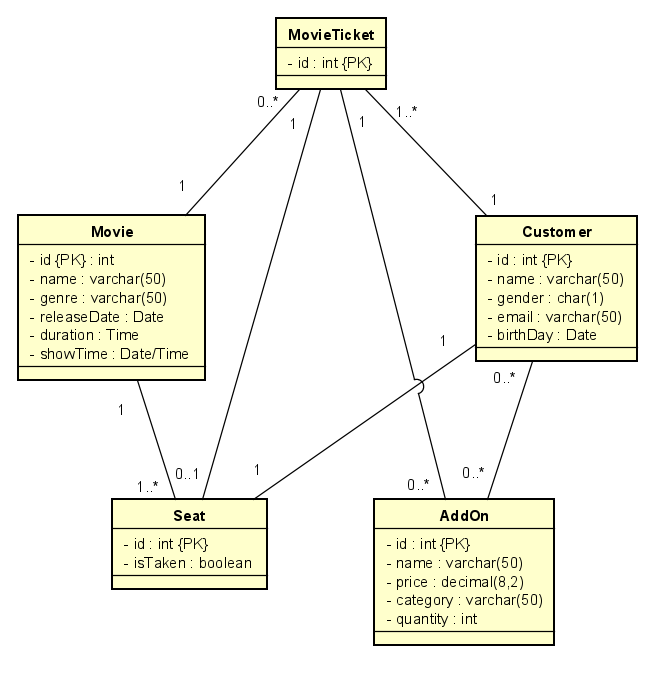 MovieTicket
- id : int {PK}
0..*
1
1
1..*
1
1
Movie
- id {PK} : int
- name : varchar(50)
- genre : varchar(50)
- releaseDate : Date
- duration : Time
- showTime : Date/Time
Customer
- id : int {PK}
- name : varchar(50)
- gender : char(1)
- email : varchar(50)
- birthDay : Date
1
0..*
1
1..*
0..1
1
0..*
0..*
Seat
- id : int {PK}
- isTaken : boolean
AddOn
- id : int {PK}
- name : varchar(50)
- price : decimal(8,2)
- category : varchar(50)
- quantity : int